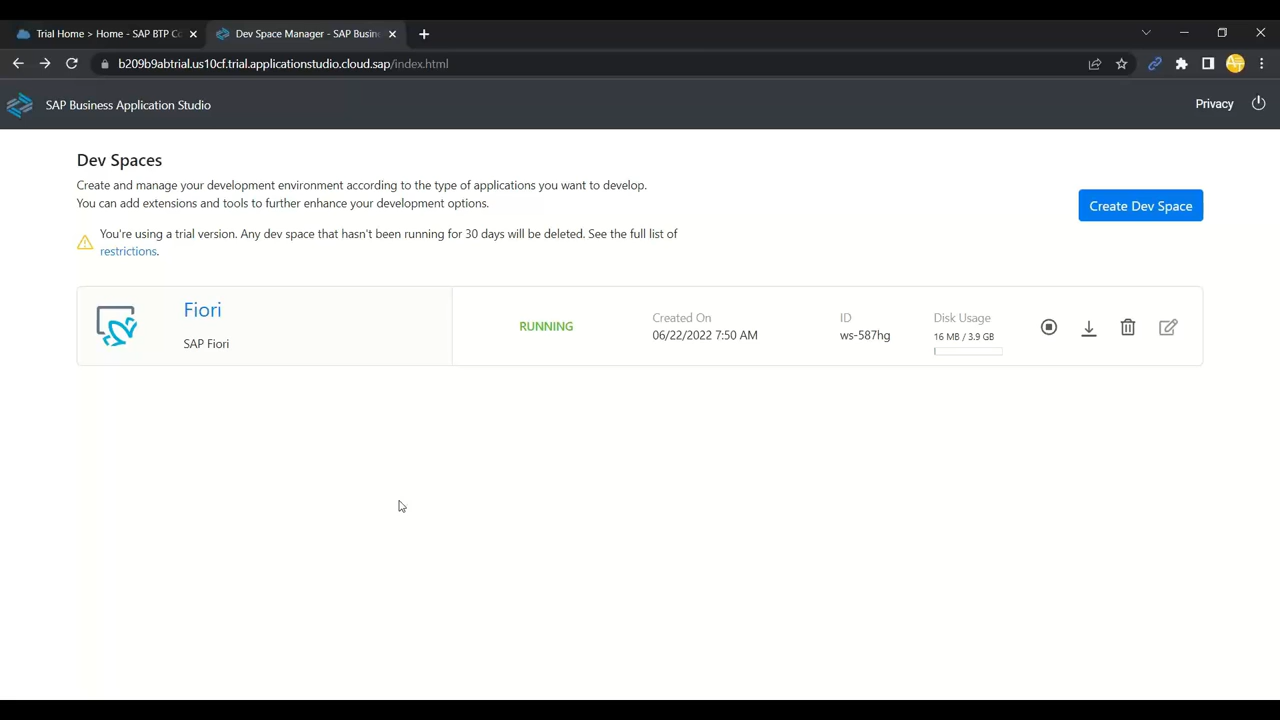 Trial Home > Home - SAP BTP Co
Dev Space Manager - SAP Busin
b209b9abtrial.us10cf.trial.applicationstudio.cloud.sap/index.html
SAP Business Application Studio
Privacy
Dev Spaces
Create and manage your development environment according to the type of applications you want to develop.
You can add extensions and tools to further enhance your development options.
Create Dev Space
You're using a trial version. Any dev space that hasn't been running for 30 days will be deleted. See the full list of
restrictions.
Fiori
SAP Fiori
RUNNING
Created On
06/22/2022 7:50 AM
ID
ws-587hg
Disk Usage
16 MB / 3.9 GB